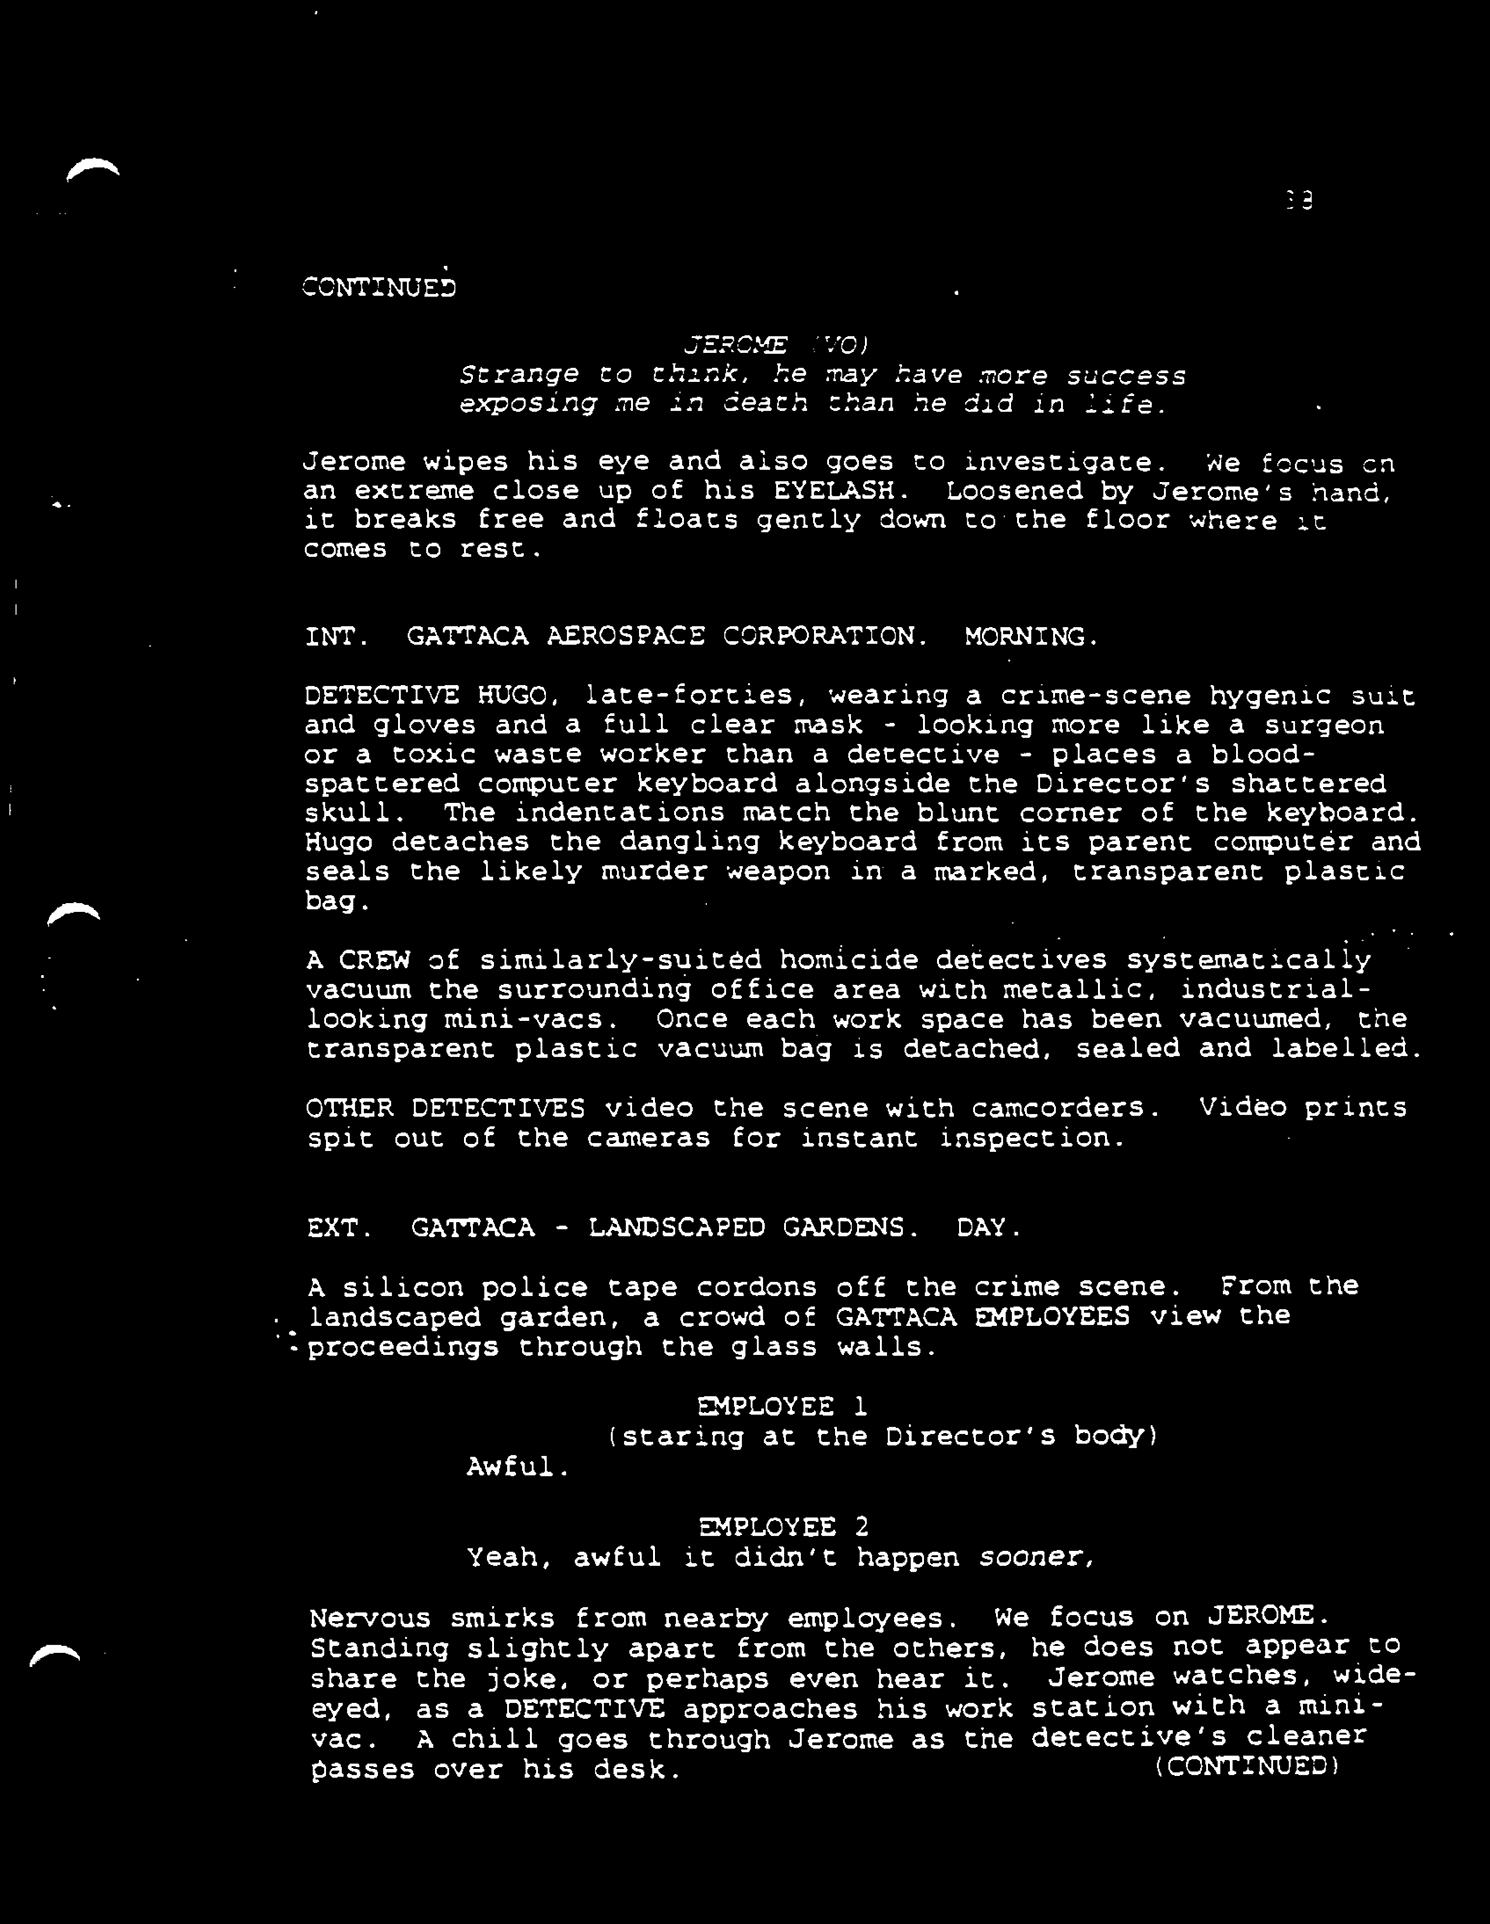 38
CONTINUED
JEROME (VO)
Strange to think, he may have more success
exposing me in death than he did in life.
Jerome wipes his eye and also goes to investigate. We focus on
an extreme close up of his EYELASH. Loosened by Jerome's hand,
it breaks free and floats gently down to the floor where it
comes to rest.
INT. GATTACA AEROSPACE CORPORATION. MORNING.
DETECTIVE HUGO, late-forties, wearing a crime-scene hygenic suit
and gloves and a full clear mask - looking more like a surgeon
or a toxic waste worker than a detective - places a blood-
spattered computer keyboard alongside the Director's shattered
skull. The indentations match the blunt corner of the keyboard.
Hugo detaches the dangling keyboard from its parent computer and
seals the likely murder weapon in a marked, transparent plastic
bag.
A CREW of similarly-suited homicide detectives systematically
vacuum the surrounding office area with metallic, industrial-
looking mini-vacs. Once each work space has been vacuumed, the
transparent plastic vacuum bag is detached, sealed and labelled.
OTHER DETECTIVES video the scene with camcorders. Video prints
spit out of the cameras for instant inspection.
EXT. GATTACA - LANDSCAPED GARDENS. DAY.
A silicon police tape cordons off the crime scene. From the
landscaped garden, a crowd of GATTACA EMPLOYEES view the
proceedings through the glass walls.
EMPLOYEE 1
(staring at the Director's body)
Awful.
EMPLOYEE 2
Yeah, awful it didn't happen sooner,
Nervous smirks from nearby employees. We focus on JEROME.
Standing slightly apart from the others, he does not appear to
share the joke, or perhaps even hear it. Jerome watches, wide-
eyed, as a DETECTIVE approaches his work station with a mini-
vac. A chill goes through Jerome as the detective's cleaner
passes over his desk. (CONTINUED)